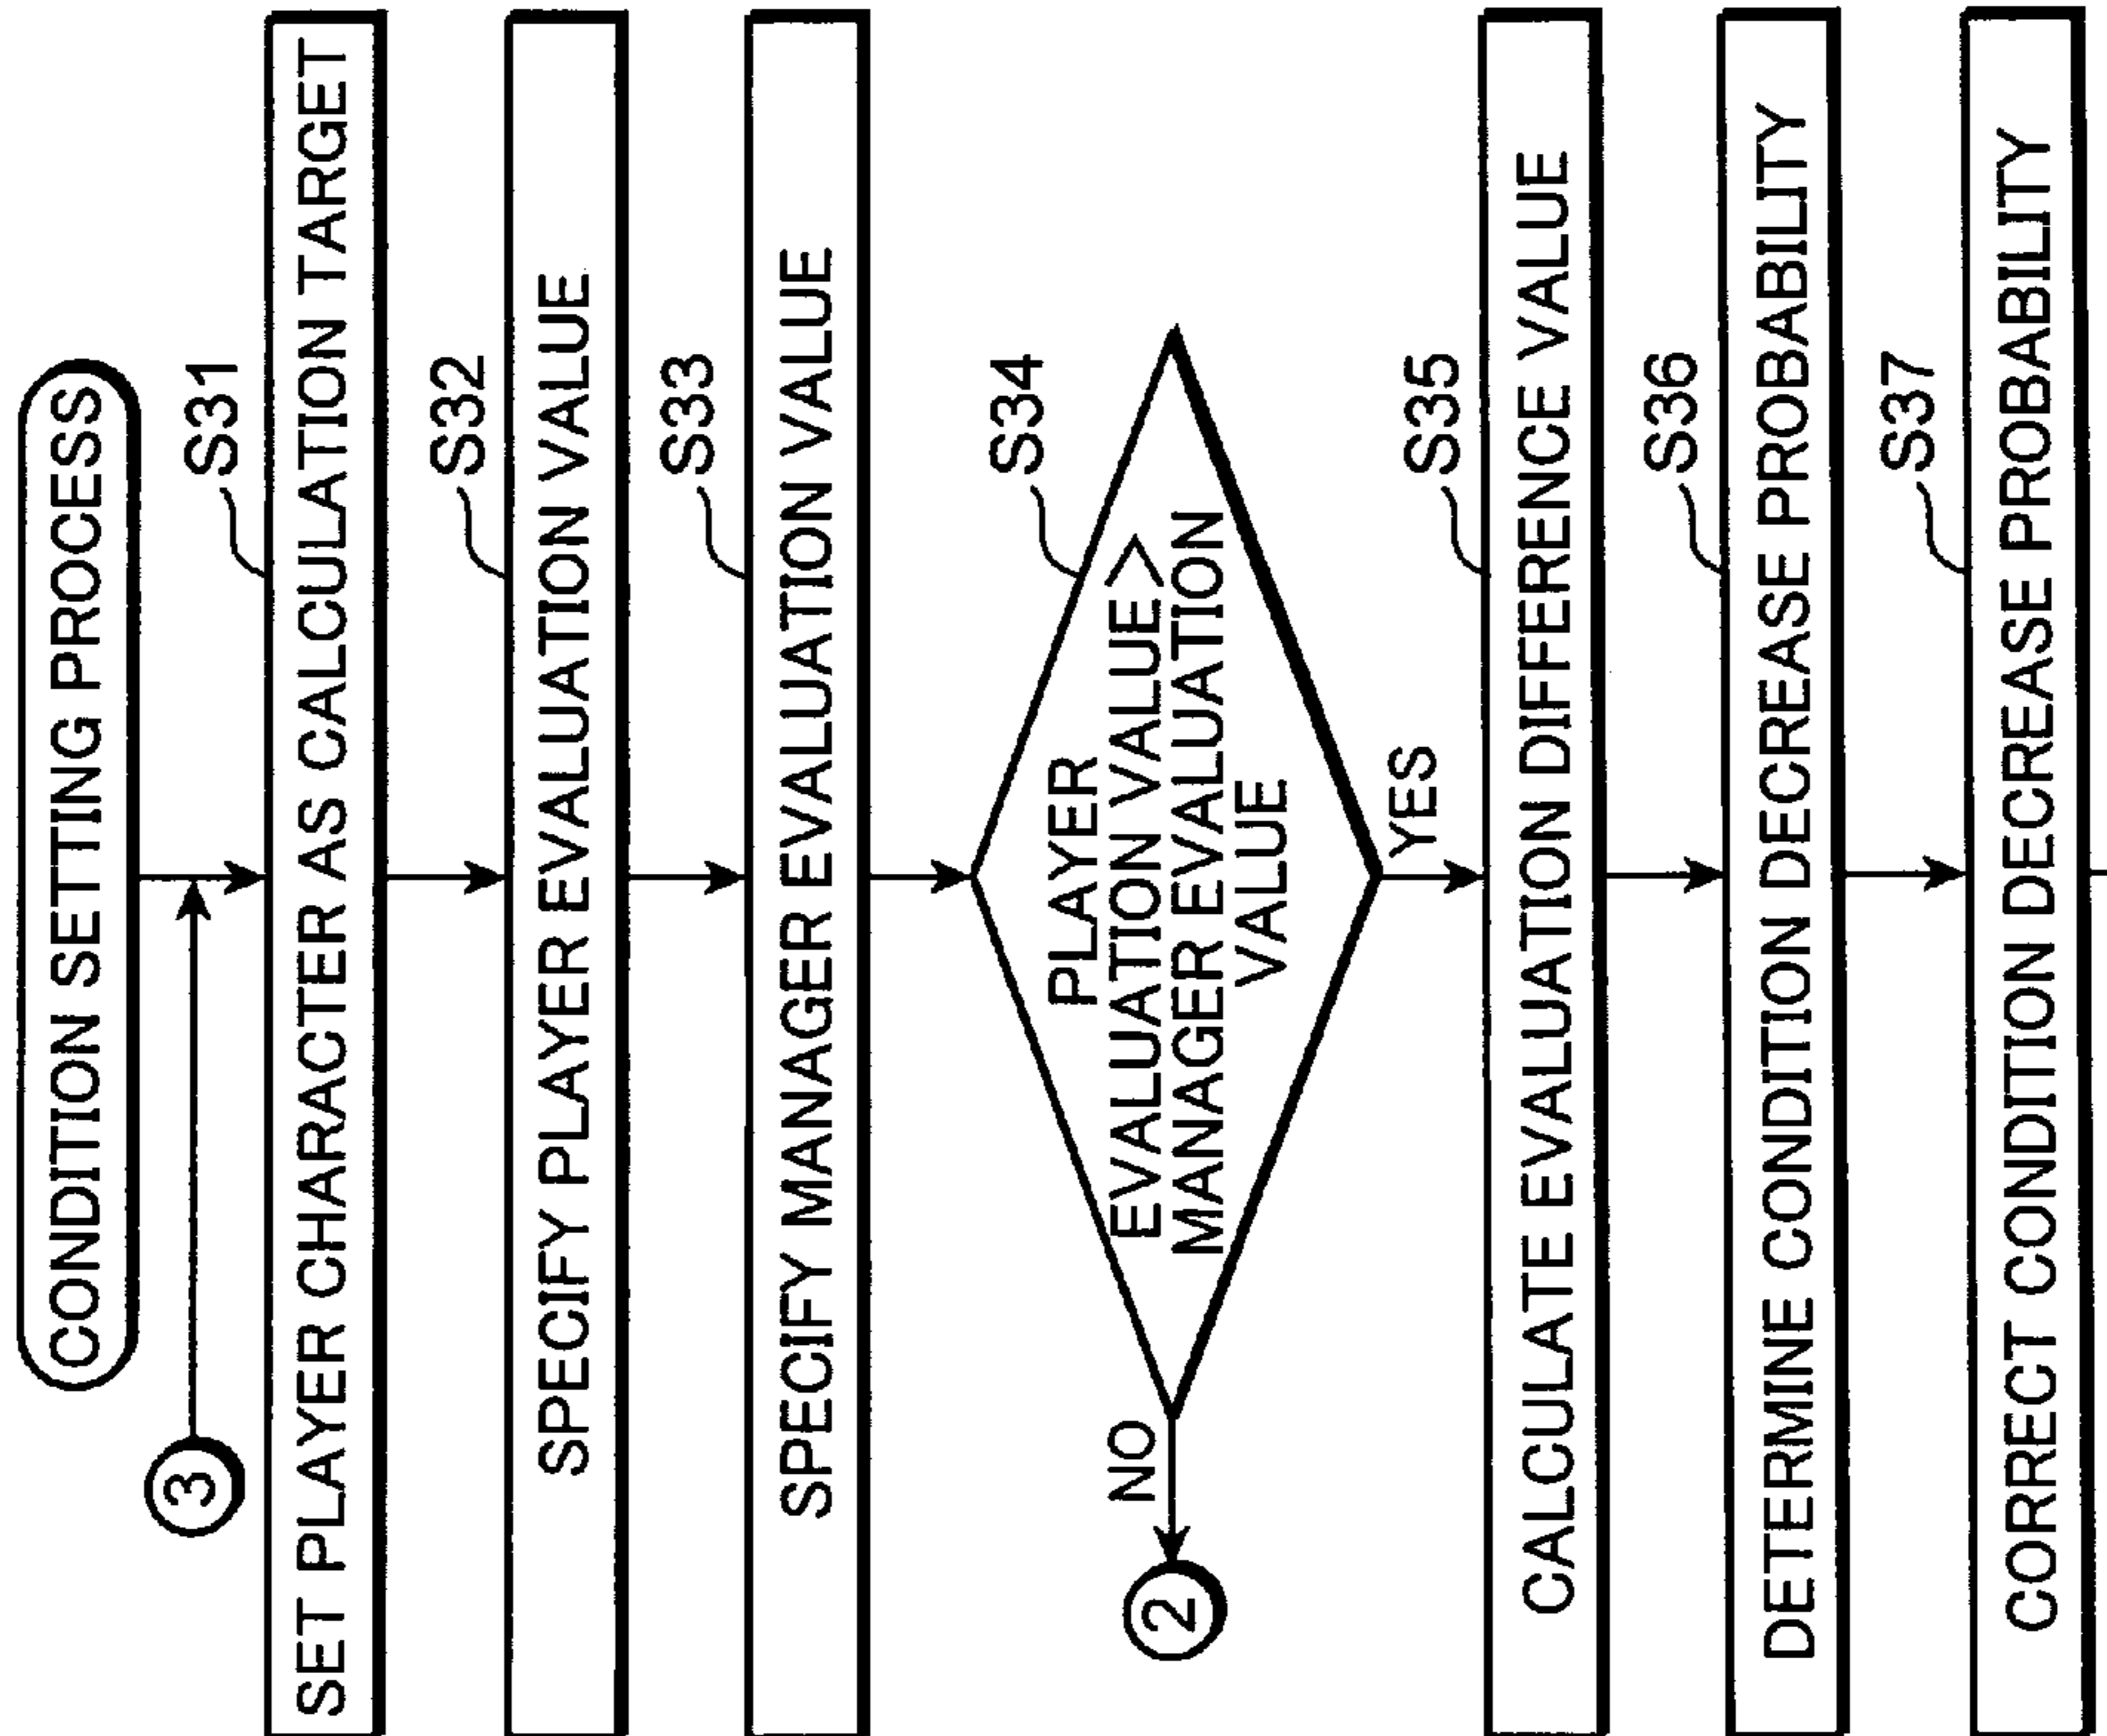 CONDITION SETTING PROCESS
3
S31
SET PLAYER CHARACTER AS CALCULATION TARGET
S32
SPECIFY PLAYER EVALUATION VALUE
S33
SPECIFY MANAGER EVALUATION VALUE
S34
PLAYER
EVALUATION VALUE >
MANAGER EVALUATION
VALUE
NO
2
YES
S35
CALCULATE EVALUATION DIFFERENCE VALUE
S36
DETERMINE CONDITION DECREASE PROBABILITY
S37
CORRECT CONDITION DECREASE PROBABILITY